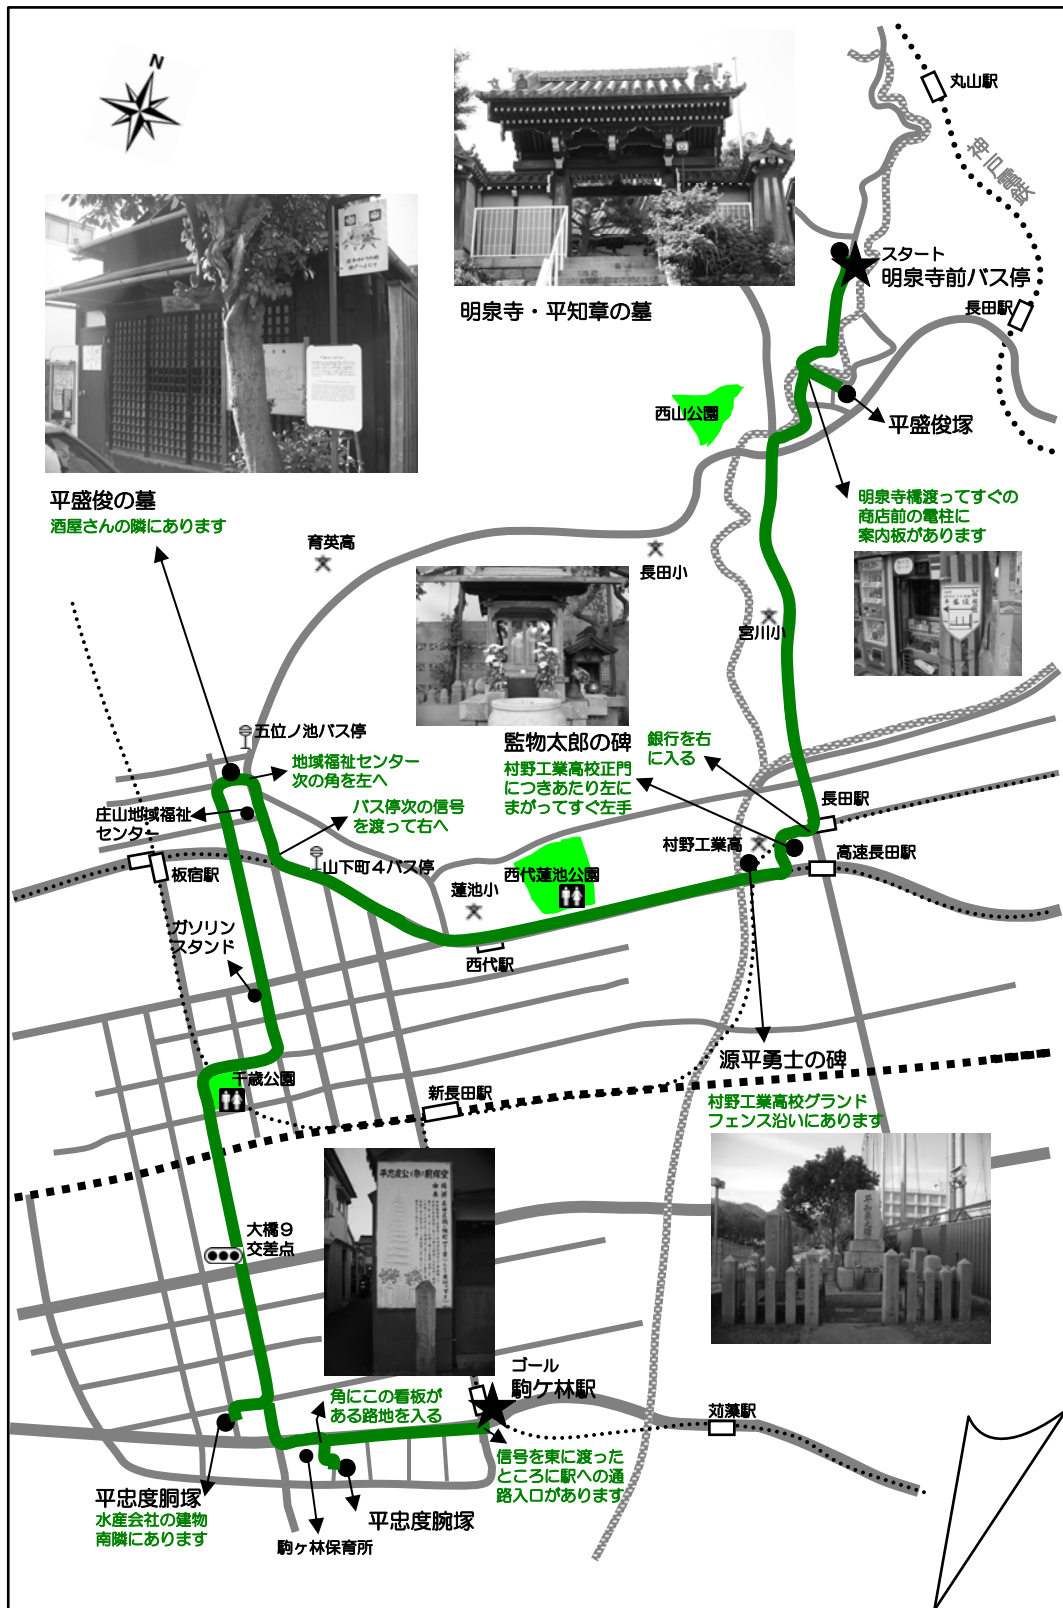 N
丸山駅
神戸電鉄
スタート
明泉寺前バス停
長田駅
明泉寺・平知章の墓
西山公園
平盛俊塚
平盛俊の墓
酒屋さんの隣にあります
明泉寺橋渡ってすぐの
商店前の電柱に
案内板があります
育英高
長田小
宮川小
五位ノ池バス停
監物太郎の碑
村野工業高校正門
につきあたり左に
まがってすぐ左手
銀行を右
に入る
地域福祉センター
次の角を左へ
庄山地域福祉
センター
バス停次の信号
を渡って右へ
長田駅
山下町4バス停
村野工業高
高速長田駅
板宿駅
西代蓮池公園
蓮池小
ガソリン
スタンド
西代駅
源平勇士の碑
千歳公園
新長田駅
村野工業高校グランド
フェンス沿いにあります
平忠度公の腕と胴塚堂
大橋9
交差点
ゴール
駒ケ林駅
角にこの看板が
ある路地を入る
苅藻駅
信号を東に渡った
ところに駅への通
路入口があります
平忠度胴塚
水産会社の建物
南隣にあります
平忠度腕塚
駒ヶ林保育所